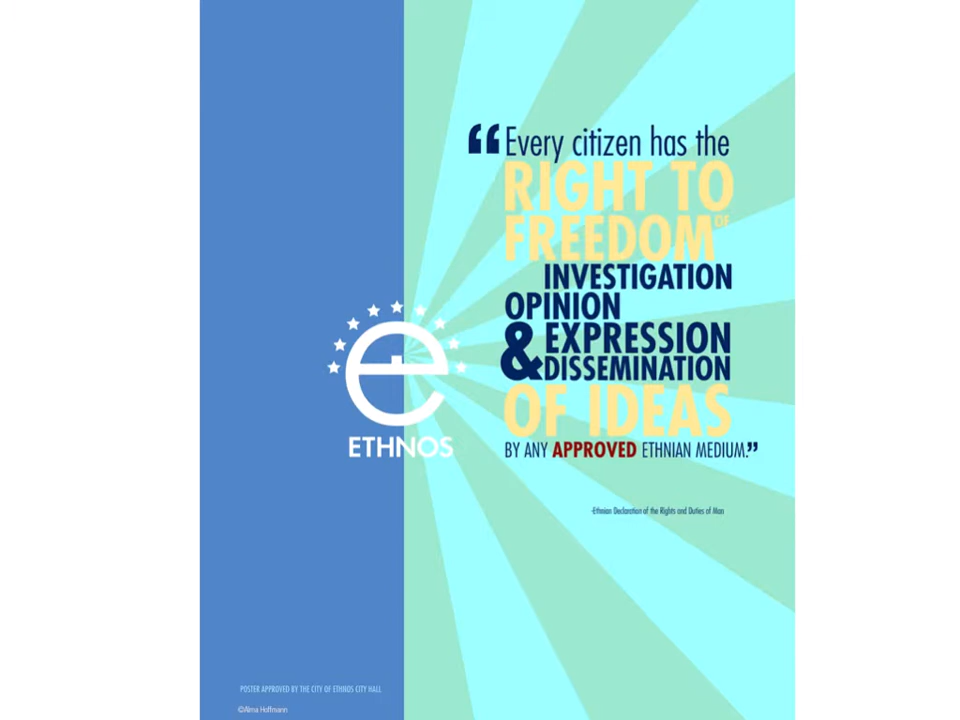 “Every citizen has the
RIGHT TO
FREEDOM OF
INVESTIGATION
OPINION
& EXPRESSION
DISSEMINATION
OF IDEAS
BY ANY APPROVED ETHNIAN MEDIUM.”
-Ethnian Declaration of the Rights and Duties of Man
e
ETHNOS
POSTER APPROVED BY THE CITY OF ETHNOS CITY HALL
©Alma Hoffmann